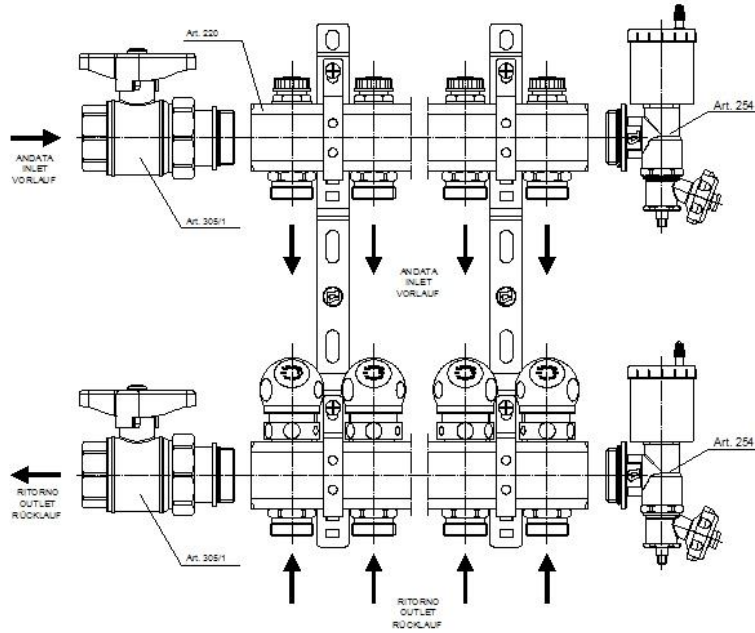 Art. 220
Art. 254
ANDATA
INLET
VORLAUF
Art. 305/1
ANDATA
INLET
VORLAUF
Art. 254
RITORNO
OUTLET
RÜCKLAUF
Art. 305/1
RITORNO
OUTLET
RÜCKLAUF